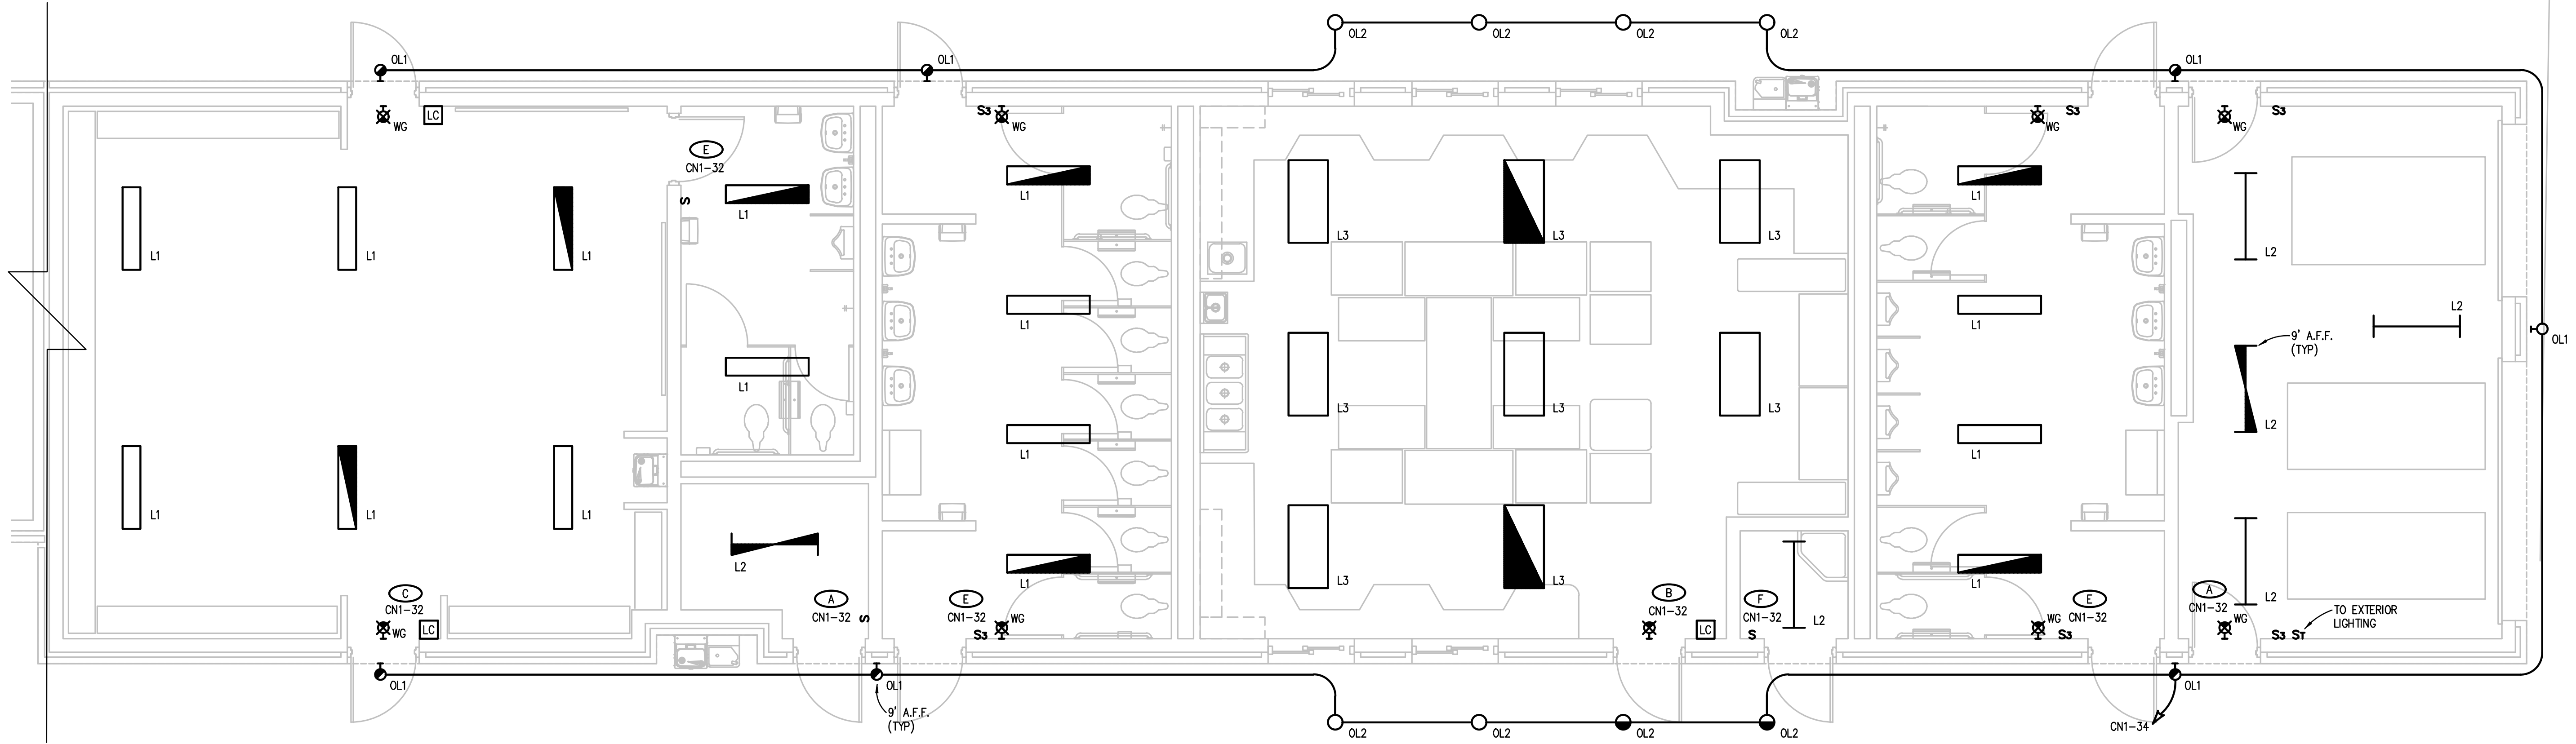 OL2
OL2
OL2
OL2
OL1
OL1
OL1
WG
LC
S3
WG
S3
WG
S3
WG
E
CN1-32
S
L1
L1
L1
L1
L1
L3
L3
L3
L1
L1
L1
L1
L2
L1
L1
L3
L3
L3
L2
L2
9' A.F.F.
(TYP)
OL1
L1
L1
L2
L1
L1
L1
L2
L1
L3
L3
L1
L2
C
CN1-32
WG
LC
A
CN1-32
S
E
CN1-32
S3
WG
B
CN1-32
LC
F
CN1-32
S
L2
WG
S3
E
CN1-32
A
CN1-32
WG
S3
ST
TO EXTERIOR
LIGHTING
OL1
OL1
9' A.F.F.
(TYP)
OL1
CN1-34
OL2
OL2
OL2
OL2